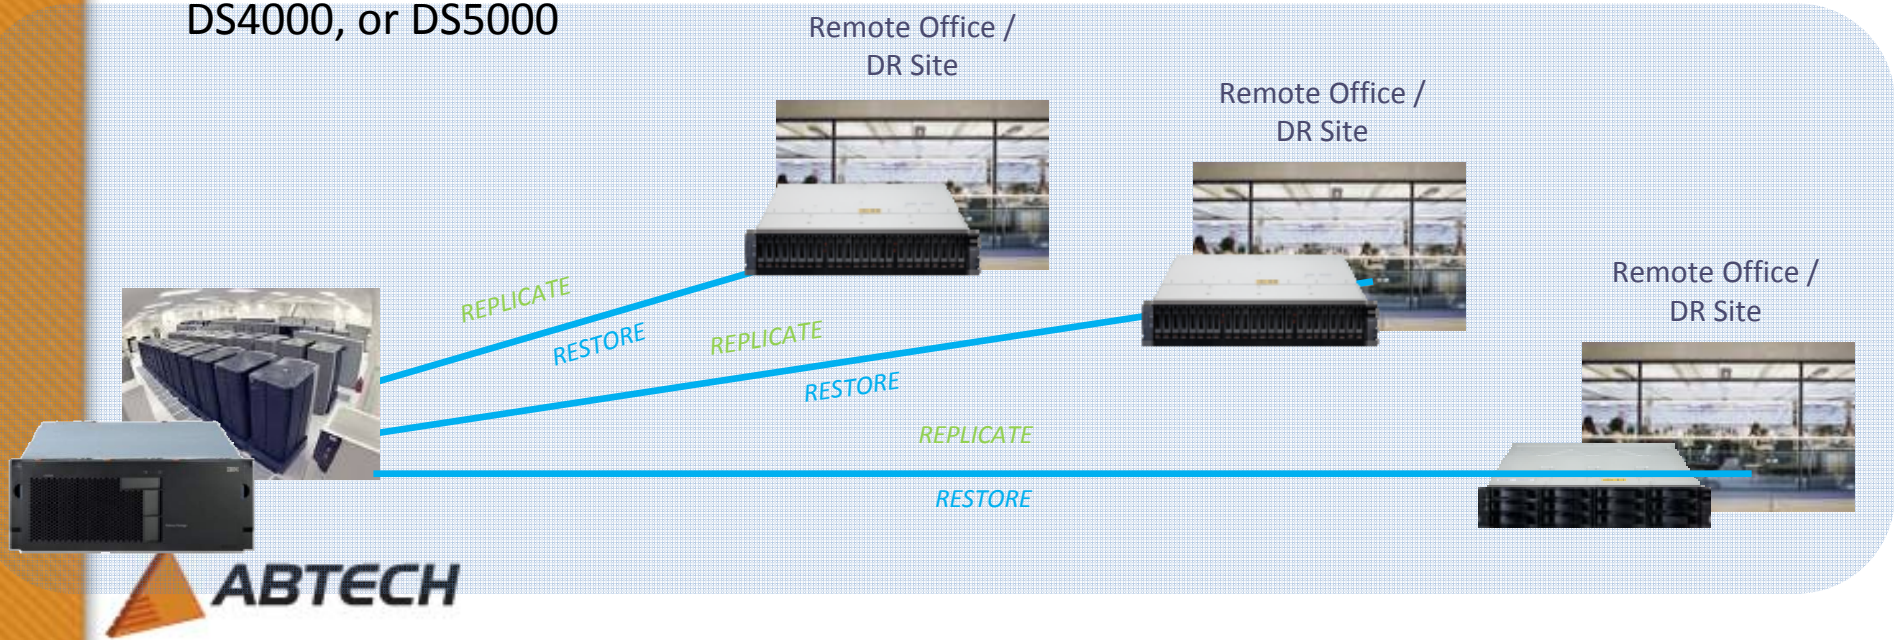 DS4000, or DS5000
Remote Office /
DR Site
Remote Office /
DR Site
Remote Office /
DR Site
REPLICATE
RESTORE
REPLICATE
RESTORE
REPLICATE
RESTORE
IBM
ABTECH